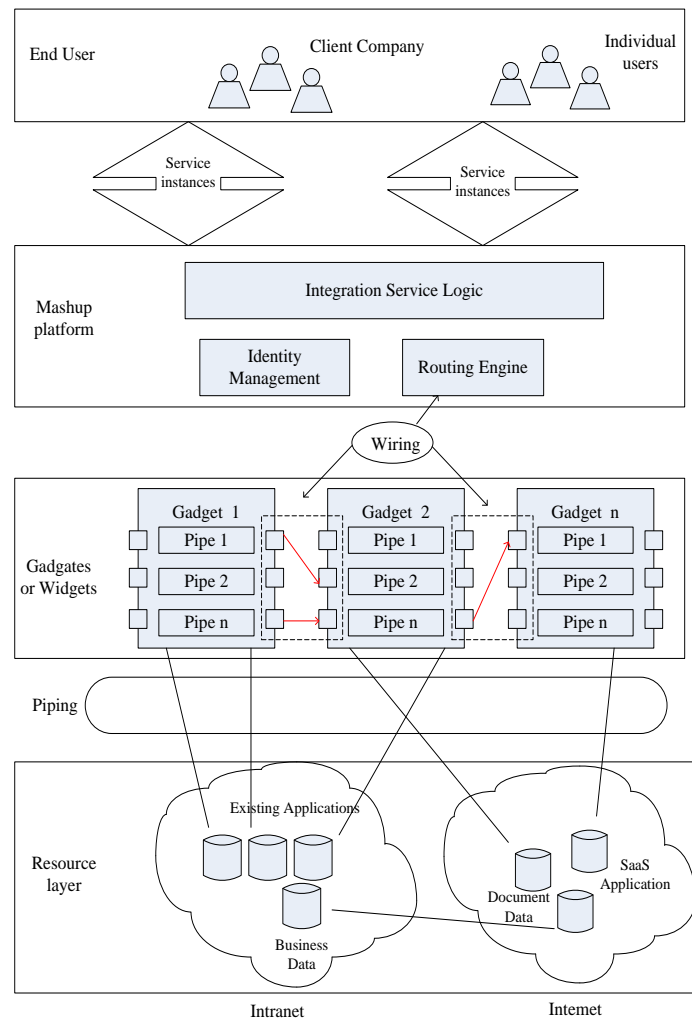 End User
Client Company
Individual
users
Service
instances
Service
instances
Mashup
platform
Integration Service Logic
Identity
Management
Routing Engine
Wiring
Gadgates
or Widgets
Gadget 1
Pipe 1
Pipe 2
Pipe n
Gadget 2
Pipe 1
Pipe 2
Pipe n
Gadget n
Pipe 1
Pipe 2
Pipe n
Piping
Resource
layer
Existing Applications
Business
Data
SaaS
Application
Document
Data
Intranet
Internet